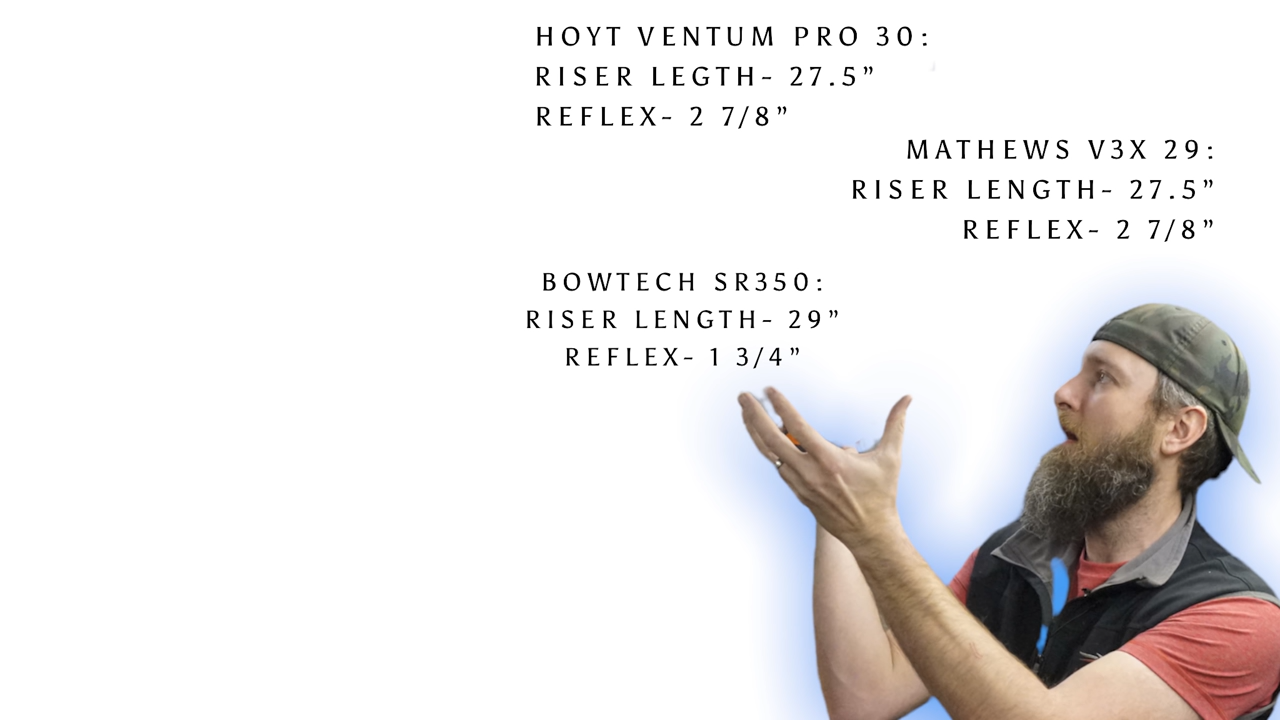 HOYT VENTUM PRO 30:
RISER LEGTH- 27.5”
REFLEX- 2 7/8”
MATHEWS V3X 29:
RISER LENGTH- 27.5”
REFLEX- 2 7/8”
BOWTECH SR350:
RISER LENGTH- 29”
REFLEX- 1 3/4”